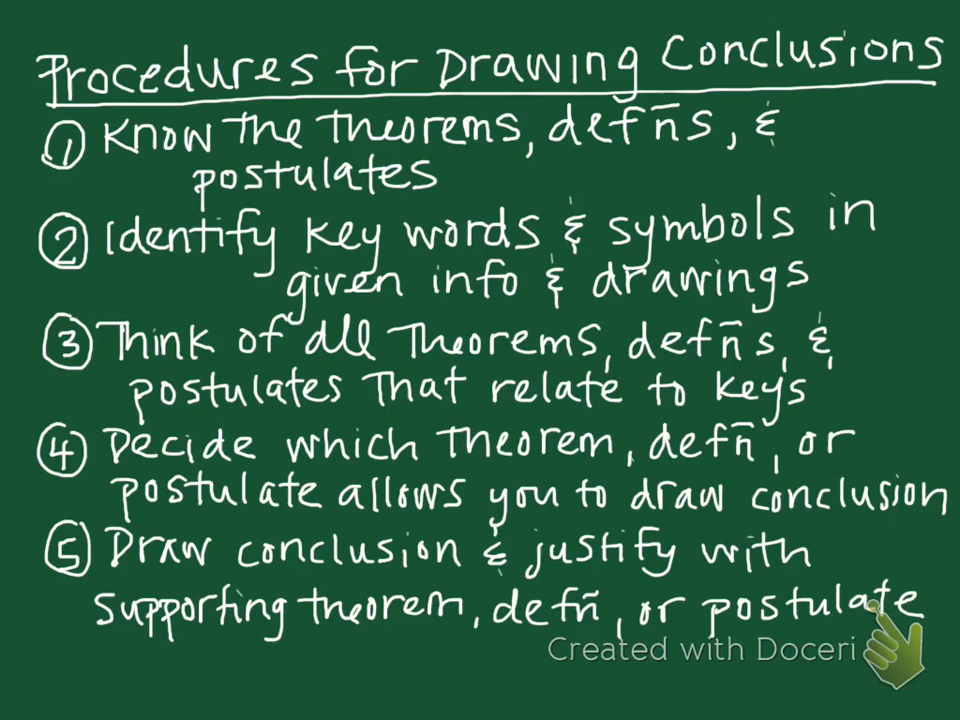 Procedures for Drawing Conclusions
① Know the theorems, defn̄s, &
postulates
② Identify key words & symbols in
given info & drawings
③ Think of all Theorems, defn̄s, &
postulates that relate to keys
④ Decide which theorem, defn̄, or
postulate allows you to draw conclusion
⑤ Draw conclusion & justify with
supporting theorem, defn̄, or postulate
Created with Doceri